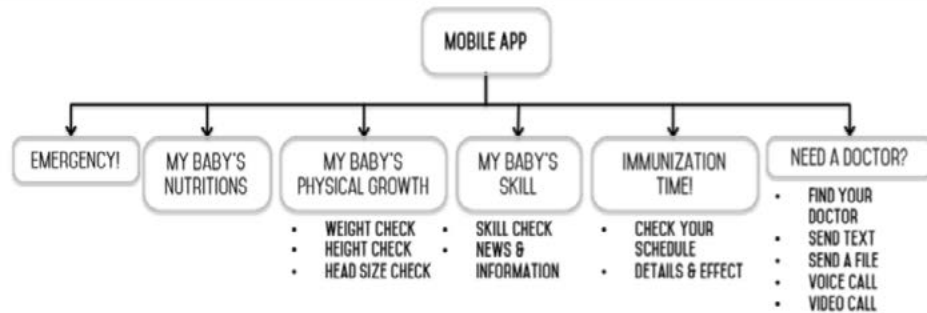 MOBILE APP
EMERGENCY!
MY BABY'S
NUTRITIONS
MY BABY'S
PHYSICAL GROWTH
• WEIGHT CHECK
• HEIGHT CHECK
• HEAD SIZE CHECK
MY BABY'S
SKILL
• SKILL CHECK
• NEWS &
INFORMATION
IMMUNIZATION
TIME!
• CHECK YOUR
SCHEDULE
• DETAILS & EFFECT
NEED A DOCTOR?
• FIND YOUR
DOCTOR
• SEND TEXT
• SEND A FILE
• VOICE CALL
• VIDEO CALL